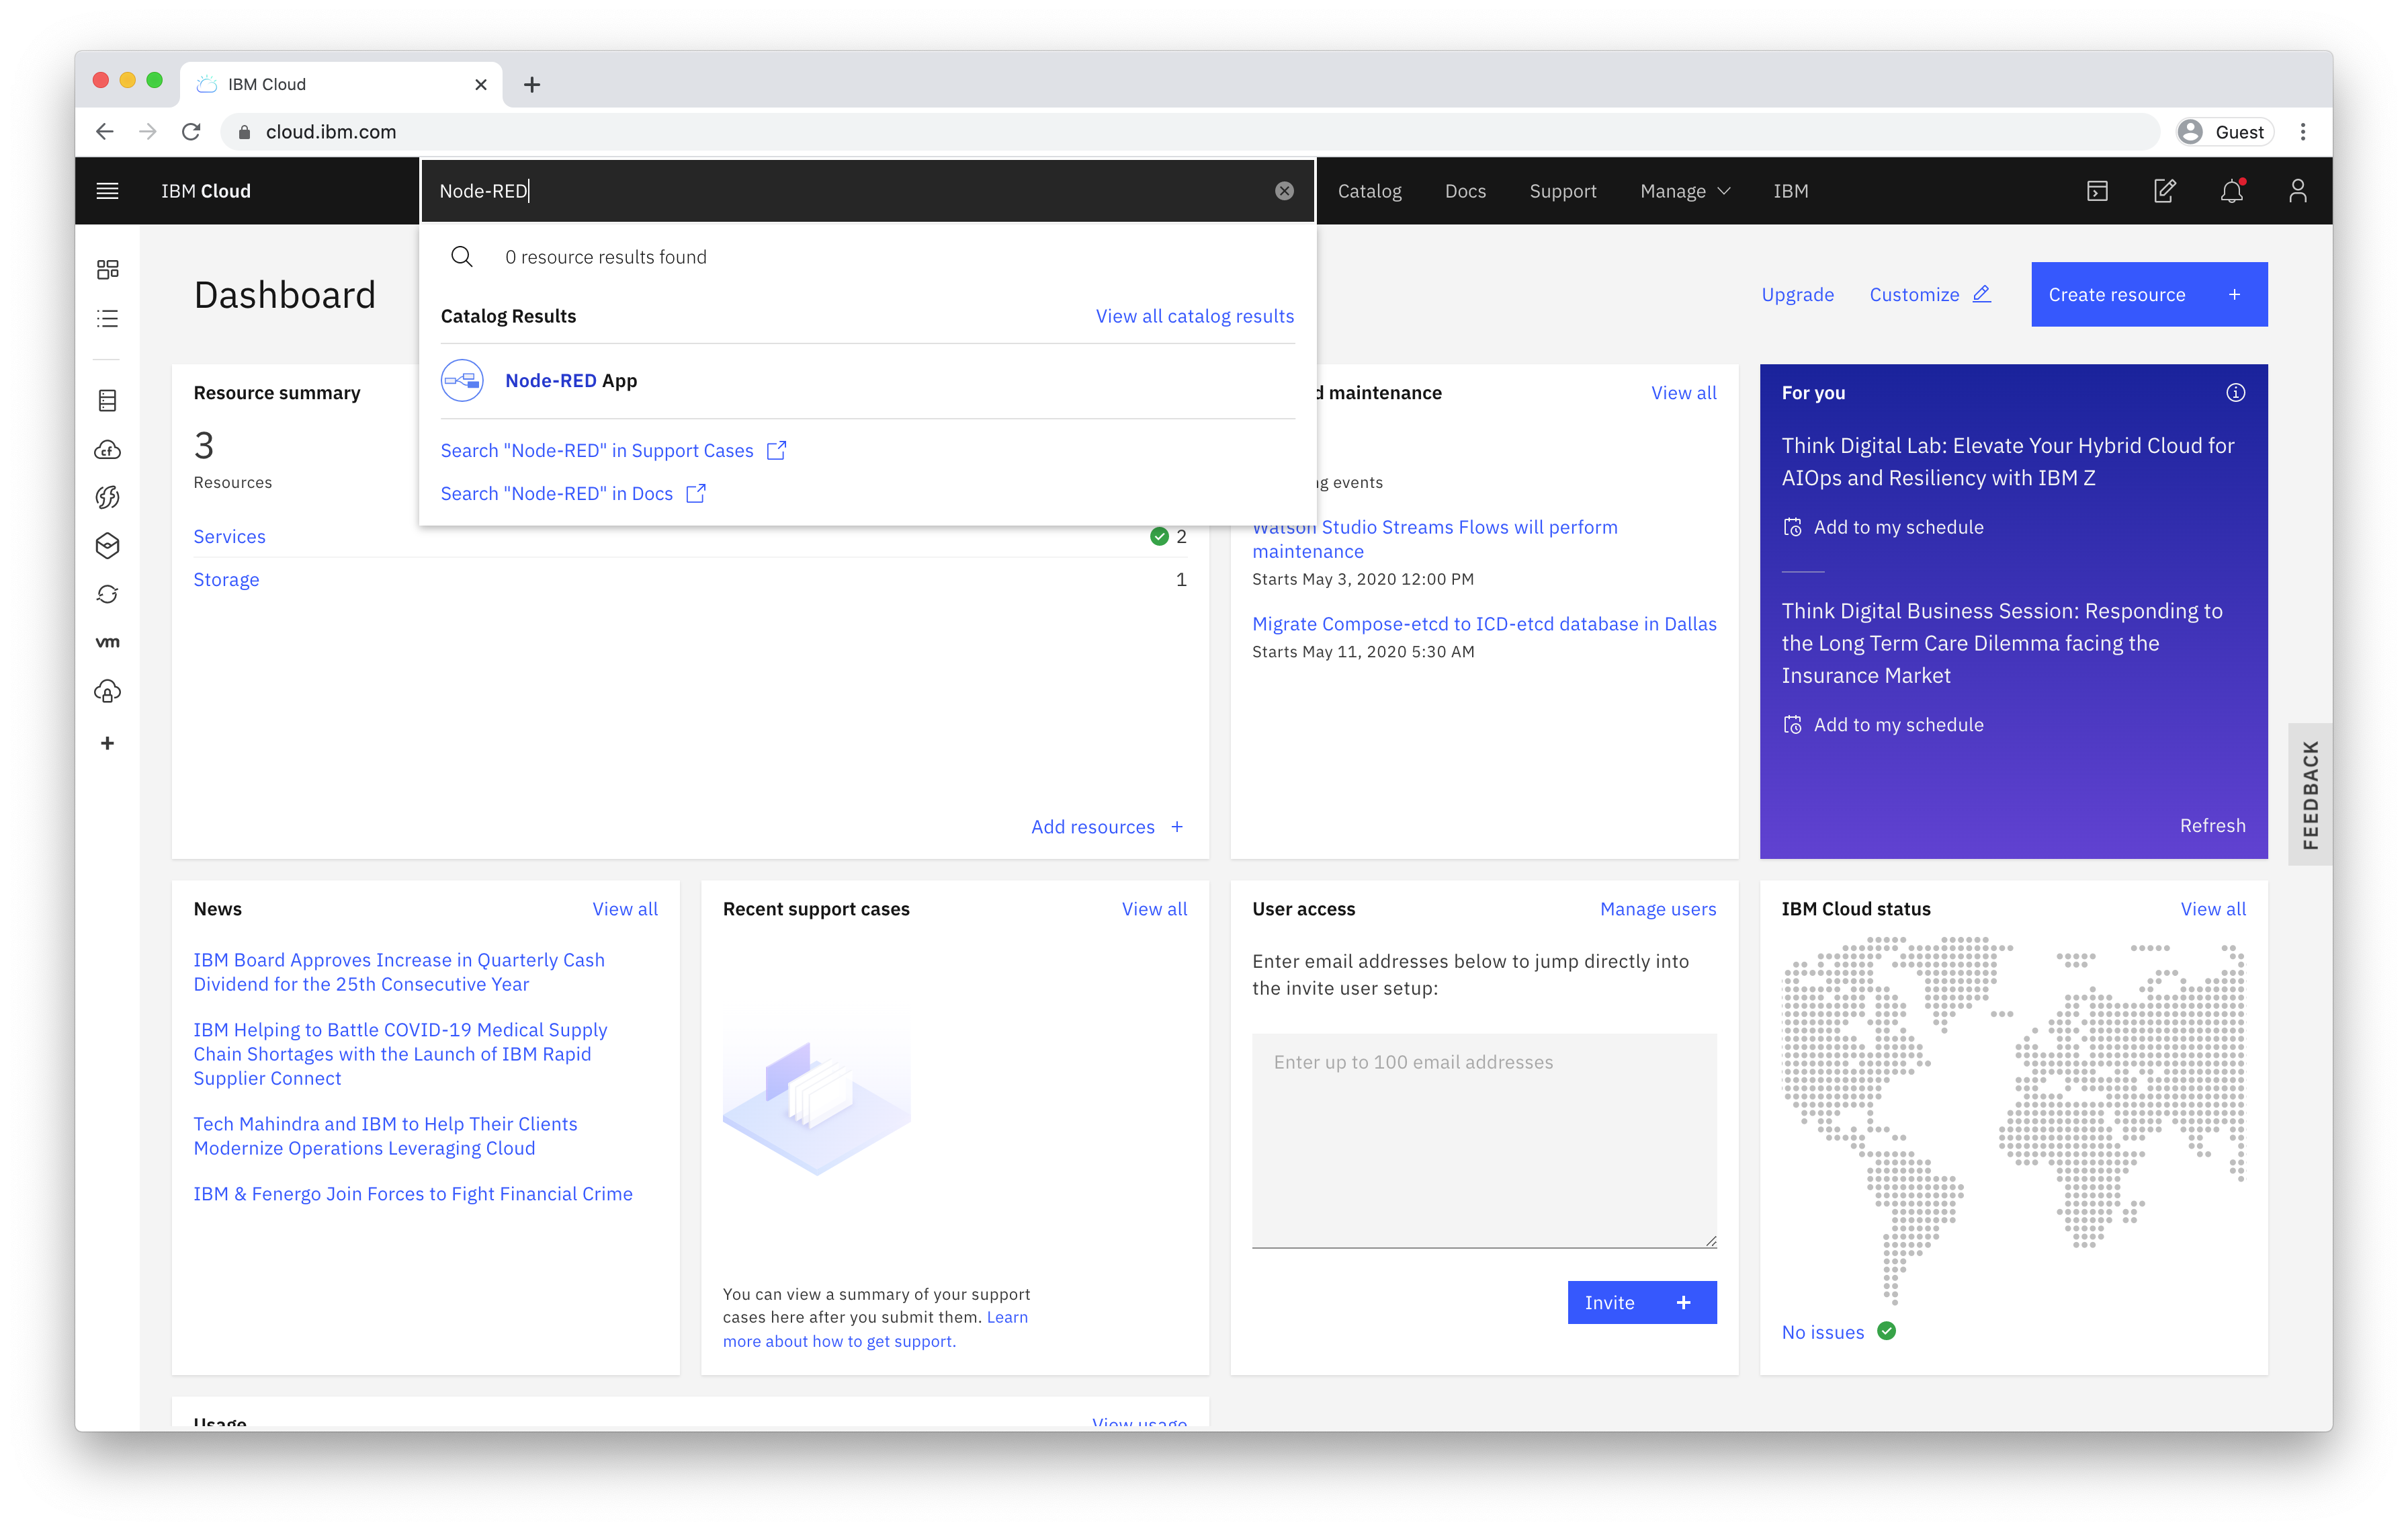 IBM Cloud
cloud.ibm.com
Guest
IBM Cloud
Node-RED
Catalog
Docs
Support
Manage
IBM
0 resource results found
Catalog Results
View all catalog results
Node-RED App
Search "Node-RED" in Support Cases
Search "Node-RED" in Docs
Dashboard
Upgrade
Customize
Create resource +
Resource summary
3
Resources
Services
2
Storage
1
Add resources +
d maintenance
View all
g events
Watson Studio Streams Flows will perform
maintenance
Starts May 3, 2020 12:00 PM
Migrate Compose-etcd to ICD-etcd database in Dallas
Starts May 11, 2020 5:30 AM
For you
Think Digital Lab: Elevate Your Hybrid Cloud for
AIOps and Resiliency with IBM Z
Add to my schedule
Think Digital Business Session: Responding to
the Long Term Care Dilemma facing the
Insurance Market
Add to my schedule
Refresh
FEEDBACK
cf
vm
News
View all
IBM Board Approves Increase in Quarterly Cash
Dividend for the 25th Consecutive Year
IBM Helping to Battle COVID-19 Medical Supply
Chain Shortages with the Launch of IBM Rapid
Supplier Connect
Tech Mahindra and IBM to Help Their Clients
Modernize Operations Leveraging Cloud
IBM & Fenergo Join Forces to Fight Financial Crime
Recent support cases
View all
You can view a summary of your support
cases here after you submit them. Learn
more about how to get support.
User access
Manage users
Enter email addresses below to jump directly into
the invite user setup:
Enter up to 100 email addresses
Invite +
IBM Cloud status
View all
No issues
Usage
View usage